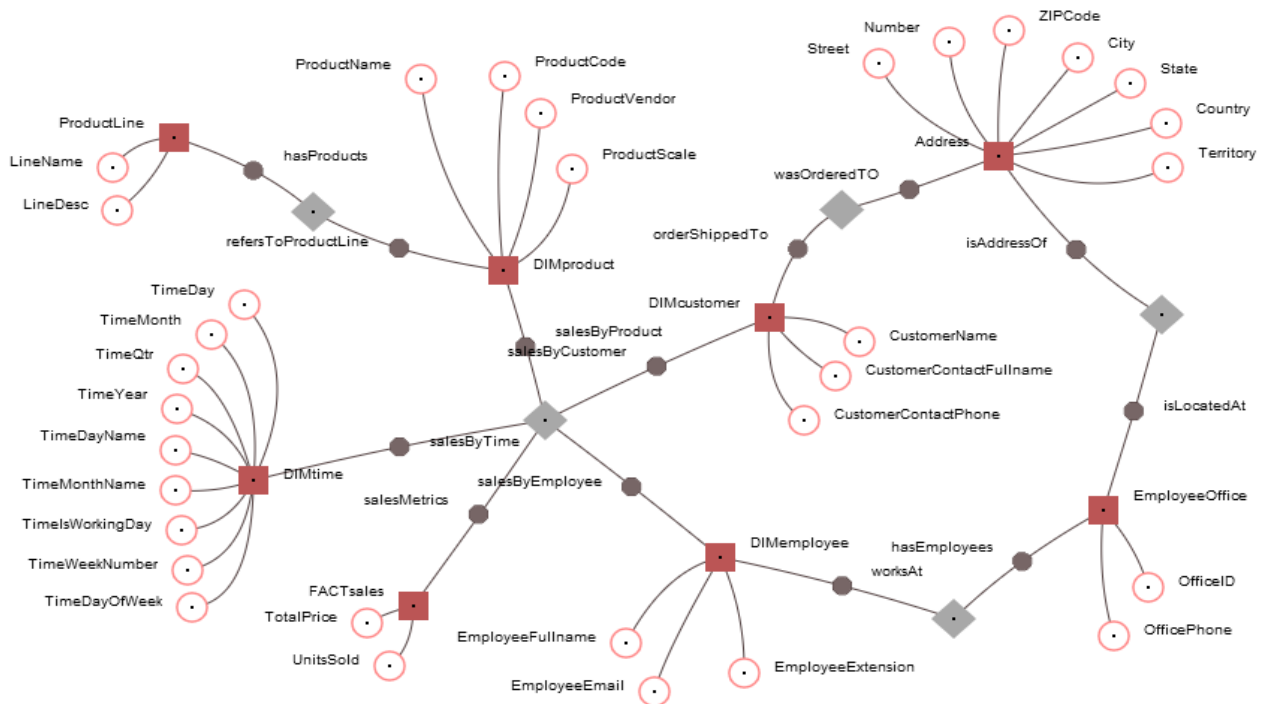 ZIPCode
Number
City
Street
State
ProductName
ProductCode
ProductVendor
Country
ProductLine
Address
hasProducts
ProductScale
Territory
LineName
wasOrderedTO
LineDesc
orderShippedTo
refersToProductLine
isAddressOf
DIMproduct
TimeDay
DIMcustomer
TimeMonth
salesByProduct
CustomerName
salesByCustomer
TimeQtr
CustomerContactFullname
TimeYear
isLocatedAt
CustomerContactPhone
TimeDayName
salesByTime
DIMtime
TimeMonthName
salesByEmployee
salesMetrics
EmployeeOffice
TimeIsWorkingDay
DIMemployee
hasEmployees
TimeWeekNumber
worksAt
OfficeID
FACTsales
TimeDayOfWeek
TotalPrice
OfficePhone
EmployeeFullname
UnitsSold
EmployeeExtension
EmployeeEmail